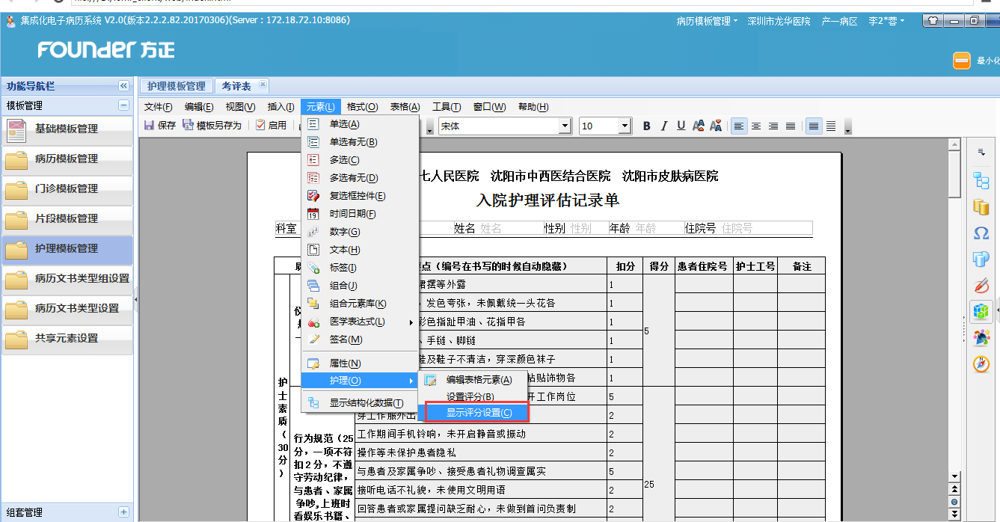 集成化电子病历系统 V2.0(版本2.2.2.82.20170306)(Server : 172.18.72.10:8086)
病历模板管理 深圳市龙华医院 产一病区 李2*蓉
FOUNDER 方正
最小化
功能导航栏
护理模板管理 考评表
模板管理
文件(F) 编辑(E) 视图(V) 插入(I) 元素(L) 格式(O) 表格(A) 工具(T) 窗口(W) 帮助(H)
保存 模板另存为 启用
宋体 10 B I U
基础模板管理
病历模板管理
门诊模板管理
片段模板管理
护理模板管理
病历文书类型组设置
病历文书类型设置
共享元素设置
组套管理
单选(A)
单选有无(B)
多选(C)
多选有无(D)
复选框控件(E)
时间日期(F)
数字(G)
文本(H)
标签(I)
组合(J)
组合元素库(K)
医学表达式(L)
签名(M)
属性(N)
护理(O)
显示结构化数据(T)
编辑表格元素(A)
设置评分(B)
显示评分设置(C)
七人民医院 沈阳市中西医结合医院 沈阳市皮肤病医院
入院护理评估记录单
科室 姓名 姓名 性别 性别 年龄 年龄 住院号 住院号
点（编号在书写的时候自动隐藏） 扣分 得分 患者住院号 护士工号 备注
裙摆等外露 1
，发色夸张，未佩戴统一头花各 1
彩色指趾甲油、花指甲各 1
、手链、脚链 1
5
鞋及鞋子不清洁，穿深颜色袜子 1
粘贴饰物各 1
开工作岗位 5
穿工作服外出 2
工作期间手机铃响，未开启静音或振动 2
操作等未保护患者隐私 2
与患者及家属争吵、接受患者礼物调查属实 5
25
接听电话不礼貌，未使用文明用语 2
回答患者或家属提问缺乏耐心，未做到首问负责制 2
护
士
素
质
（
30
分
）
行为规范（25
分，一项不符
扣2分，不遵
守劳动纪律，
与患者、家属
争吵,上班时
看娱乐书籍、